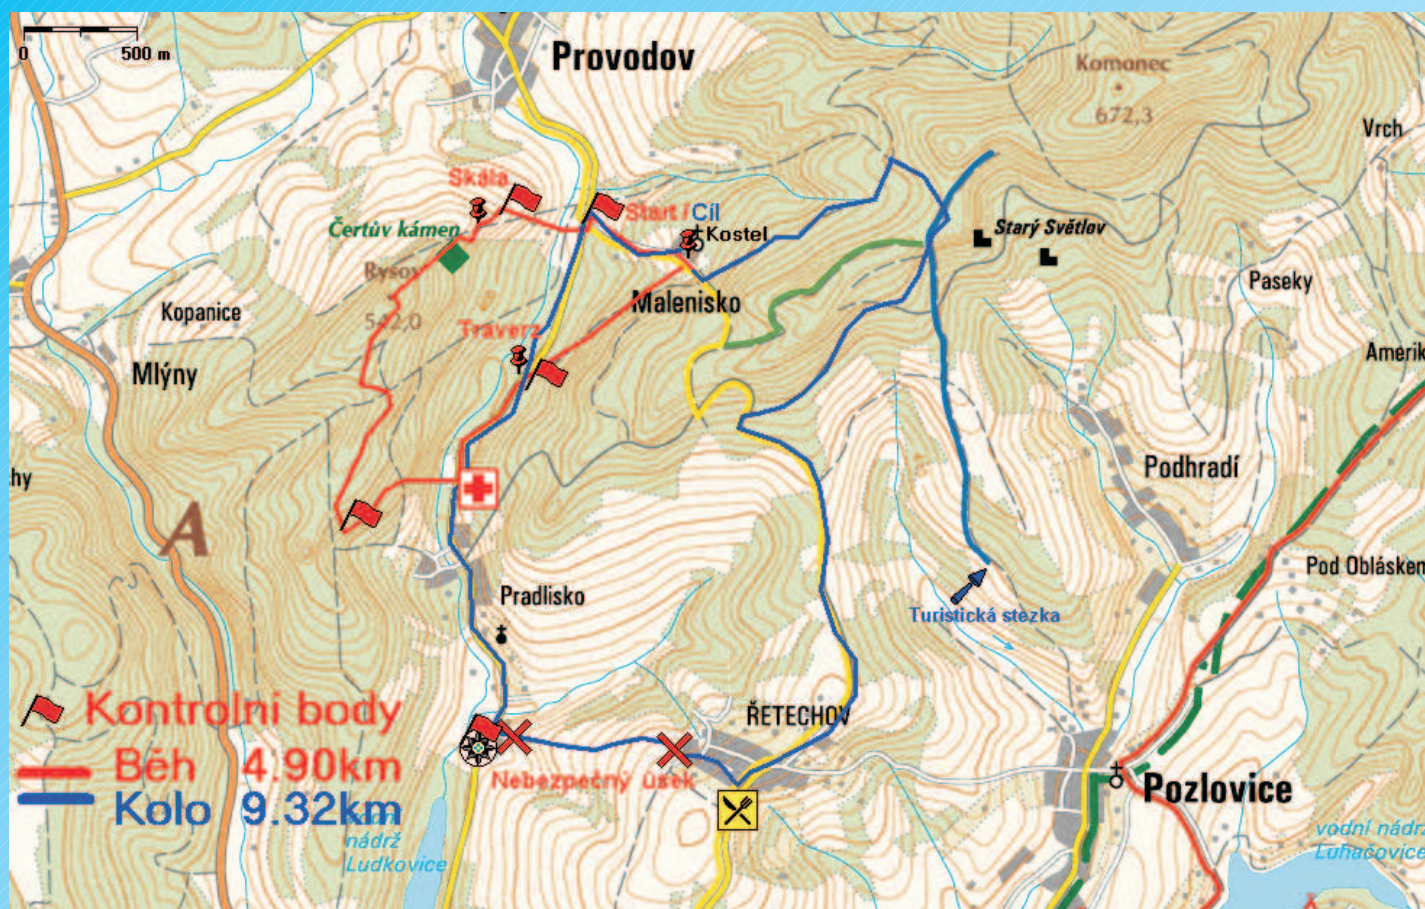 0 500 m
Provodov
Komonec
672,3
Vrch
Skála
Start / Cíl
Kostel
Čertův kámen
Starý Světlov
Rysov
Paseky
Kopanice
Malenisko
542,0
Traverz
Mlýny
Amerik
hy
Podhradí
A
Pod Oblásken
Pradlisko
Turistická stezka
Kontrolní body
ŘETECHOV
Běh 4.90km
Nebezpečný úsek
Kolo 9.32km
Pozlovice
nádrž
Ludkovice
vodní nádrž
Luhačovice